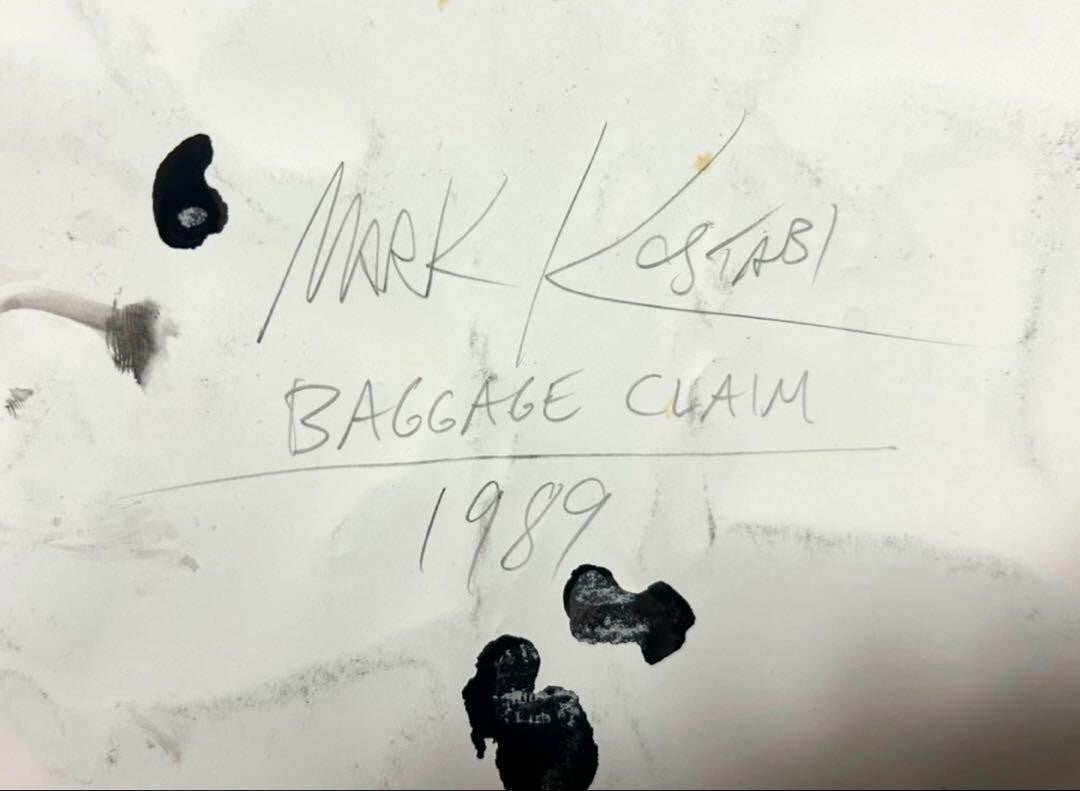 MARK KOSTABI
BAGGAGE CLAIM
1989